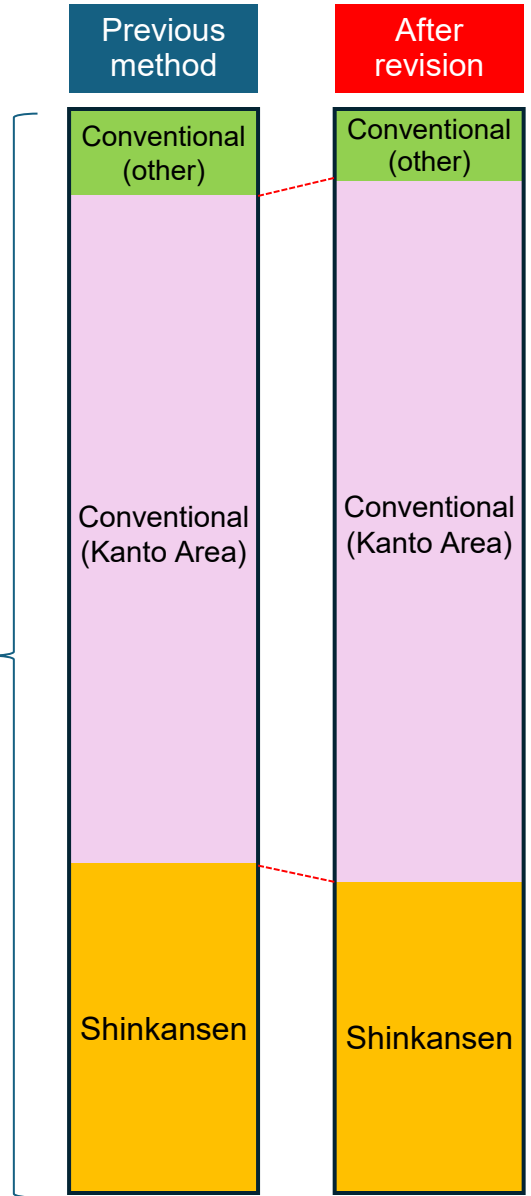 Previous
method
After
revision
Conventional
(other)
Conventional
(other)
Conventional
(Kanto Area)
Conventional
(Kanto Area)
Shinkansen
Shinkansen